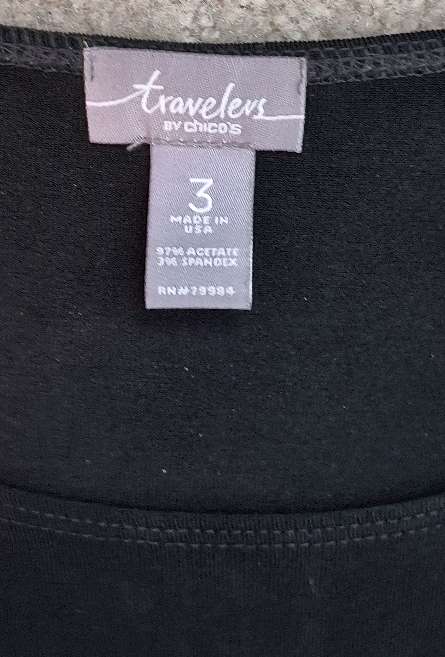 travelers
BY chico's
3
MADE IN
USA
97% ACETATE
3% SPANDEX
RN#79984